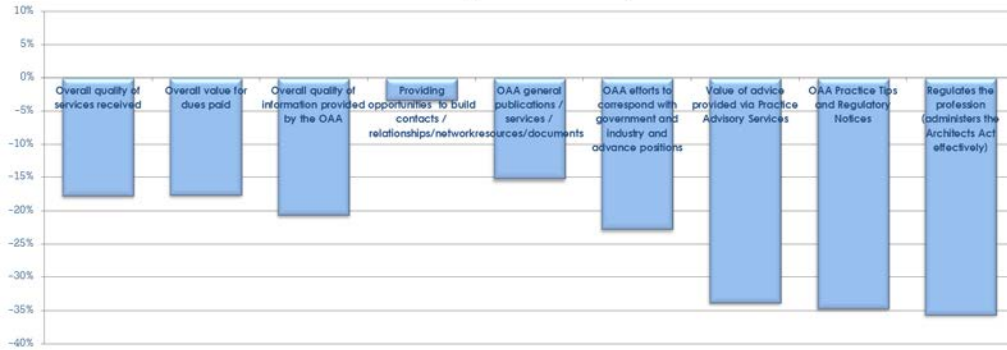 10%
5%
0%
-5%
-10%
-15%
-20%
-25%
-30%
-35%
-40%
Overall quality of
services received
Overall value for
dues paid
Overall quality of
information provided
by the OAA
Providing
opportunities to build
contacts /
relationships/network
OAA general
publications /
services /
resources/documents
OAA efforts to
correspond with
government and
industry and
advance positions
Value of advice
provided via Practice
Advisory Services
OAA Practice Tips
and Regulatory
Notices
Regulates the
profession
(administers the
Architects Act
effectively)